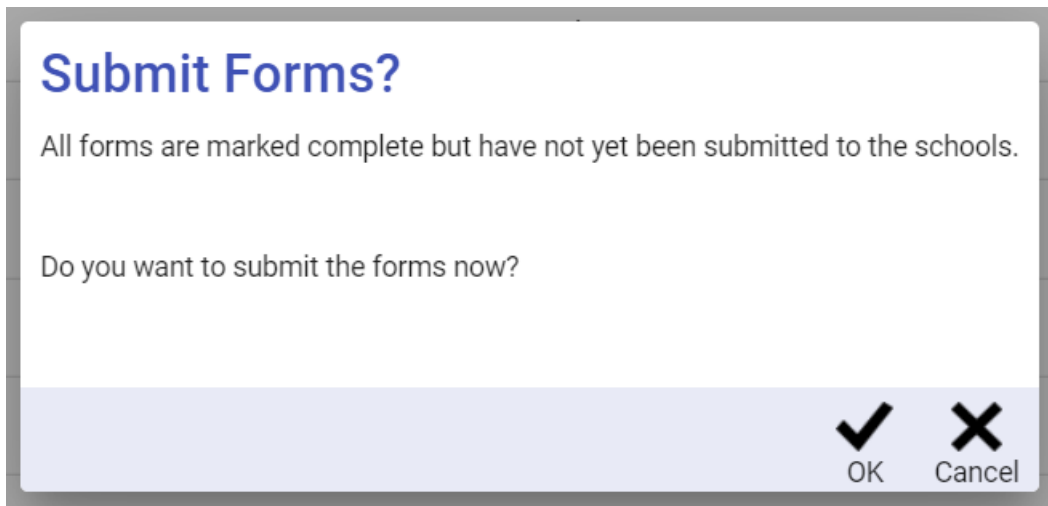 Submit Forms?
All forms are marked complete but have not yet been submitted to the schools.
Do you want to submit the forms now?
OK Cancel